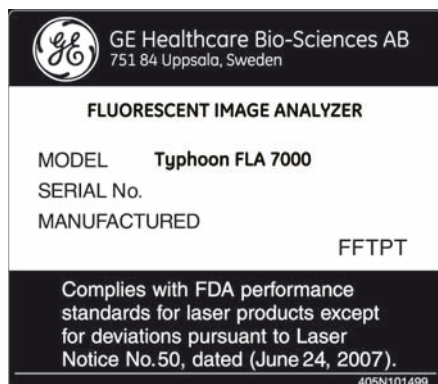 GE
GE Healthcare Bio-Sciences AB
751 84 Uppsala, Sweden
FLUORESCENT IMAGE ANALYZER
MODEL Typhoon FLA 7000
SERIAL No.
MANUFACTURED
FFTPT
Complies with FDA performance
standards for laser products except
for deviations pursuant to Laser
Notice No.50, dated (June 24, 2007).
405N101499